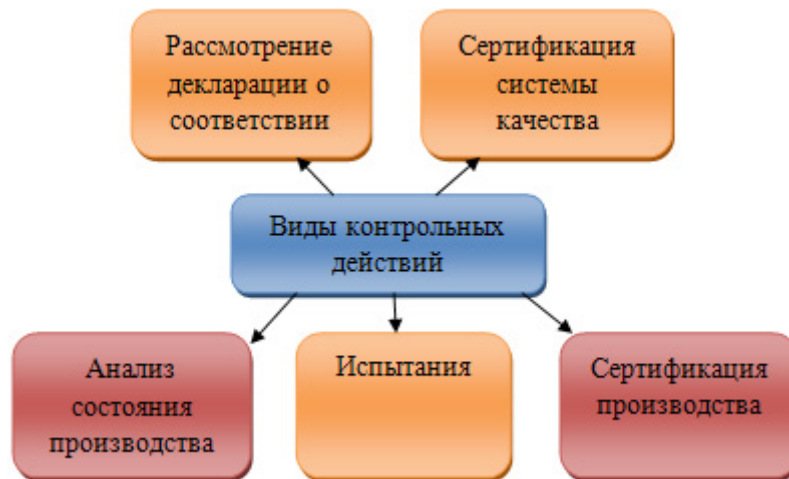 Рассмотрение
декларации о
соответствии
Сертификация
системы
качества
Виды контрольных
действий
Анализ
состояния
производства
Испытания
Сертификация
производства